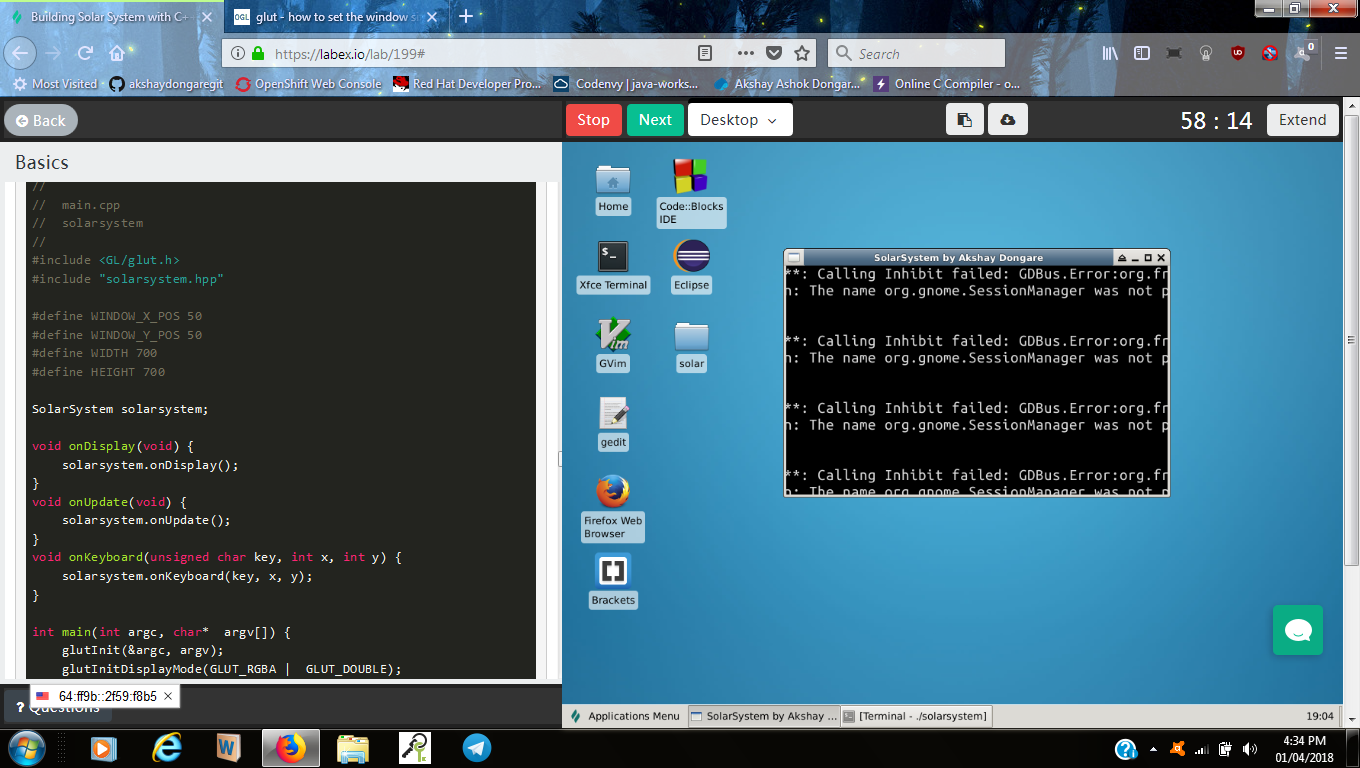 Building Solar System with C+
glut - how to set the window s
https://labex.io/lab/199#
Search
Most Visited
akshaydongaregit
OpenShift Web Console
Red Hat Developer Pro...
Codenvy | java-works...
Akshay Ashok Dongar...
Online C Compiler - o...
Back
Stop
Next
Desktop
58 : 14
Extend
Basics
//
//  main.cpp
//  solarsystem
//
#include <GL/glut.h>
#include "solarsystem.hpp"
#define WINDOW_X_POS 50
#define WINDOW_Y_POS 50
#define WIDTH 700
#define HEIGHT 700
SolarSystem solarsystem;
void onDisplay(void) {
    solarsystem.onDisplay();
}
void onUpdate(void) {
    solarsystem.onUpdate();
}
void onKeyboard(unsigned char key, int x, int y) {
    solarsystem.onKeyboard(key, x, y);
}
int main(int argc, char*  argv[]) {
    glutInit(&argc, argv);
    glutInitDisplayMode(GLUT_RGBA |  GLUT_DOUBLE);
64:ff9b::2f59:f8b5
? Questions
Home
Code::Blocks
IDE
Xfce Terminal
Eclipse
GVim
solar
gedit
Firefox Web
Browser
Brackets
SolarSystem by Akshay Dongare
**: Calling Inhibit failed: GDBus.Error:org.fr
n: The name org.gnome.SessionManager was not p
**: Calling Inhibit failed: GDBus.Error:org.fr
n: The name org.gnome.SessionManager was not p
**: Calling Inhibit failed: GDBus.Error:org.fr
n: The name org.gnome.SessionManager was not p
**: Calling Inhibit failed: GDBus.Error:org.fr
n: The name org.gnome.SessionManager was not p
Applications Menu
SolarSystem by Akshay ...
[Terminal - ./solarsystem]
19:04
4:34 PM
01/04/2018